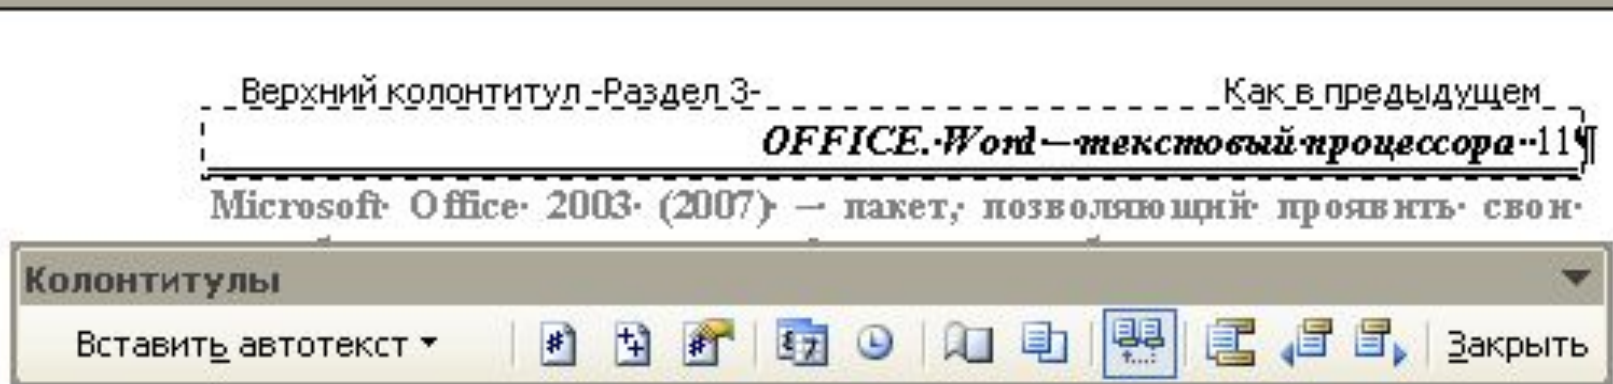 Верхний колонтитул -Раздел 3-
Как в предыдущем
OFFICE.·Word·–·текстовый·процессора··11¶
Microsoft· Office· 2003· (2007)· – пакет,· позволяющий· проявить· свои·
Колонтитулы
Вставить автотекст
Закрыть